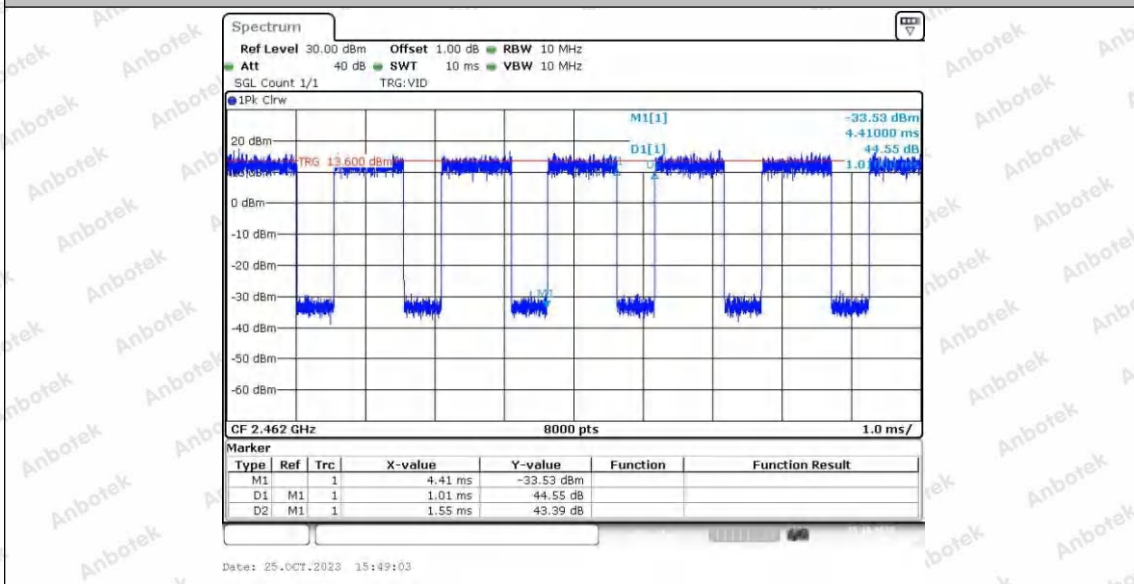 Spectrum
Ref Level 30.00 dBm Offset 1.00 dB RBW 10 MHz
Att 40 dB SWT 10 ms VBW 10 MHz
SGL Count 1/1 TRG:VID
1Pk Clrw
M1[1] -33.53 dBm
4.41000 ms
20 dBm
D1[1] 44.55 dB
TRG 13.600 dBm
0 dBm
-10 dBm
-20 dBm
-30 dBm
M1
-40 dBm
-50 dBm
-60 dBm
CF 2.462 GHz 8000 pts 1.0 ms/
Marker
Type Ref Trc X-value Y-value Function Function Result
M1 1 4.41 ms -33.53 dBm
D1 M1 1 1.01 ms 44.55 dB
D2 M1 1 1.55 ms 43.39 dB
Date: 25.OCT.2023 15:49:03
Anbotek